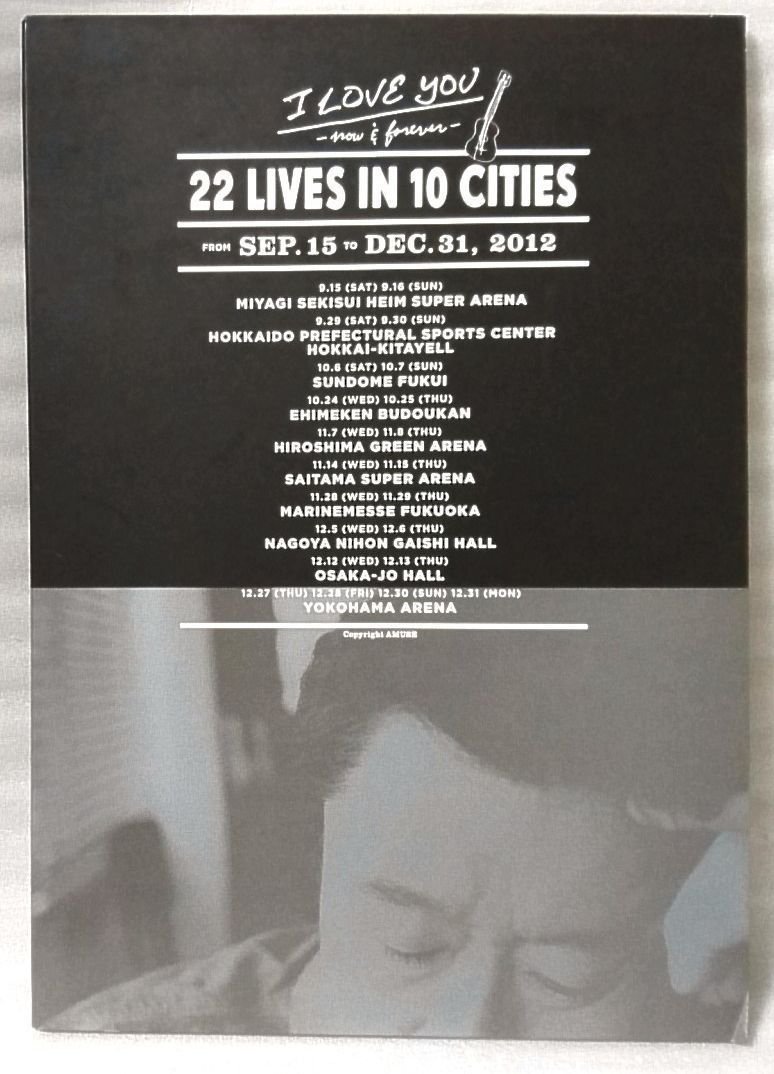 I LOVE YOU
-now & forever-
22 LIVES IN 10 CITIES
FROM SEP. 15 TO DEC. 31, 2012
9.15 (SAT) 9.16 (SUN)
MIYAGI SEKISUI HEIM SUPER ARENA
9.29 (SAT) 9.30 (SUN)
HOKKAIDO PREFECTURAL SPORTS CENTER
HOKKAI-KITAYELL
10.6 (SAT) 10.7 (SUN)
SUNDOME FUKUI
10.24 (WED) 10.25 (THU)
EHIMEKEN BUDOUKAN
11.7 (WED) 11.8 (THU)
HIROSHIMA GREEN ARENA
11.14 (WED) 11.15 (THU)
SAITAMA SUPER ARENA
11.28 (WED) 11.29 (THU)
MARINEMESSE FUKUOKA
12.5 (WED) 12.6 (THU)
NAGOYA NIHON GAISHI HALL
12.12 (WED) 12.13 (THU)
OSAKA-JO HALL
12.27 (THU) 12.28 (FRI) 12.30 (SUN) 12.31 (MON)
YOKOHAMA ARENA
Copyright AMUSE